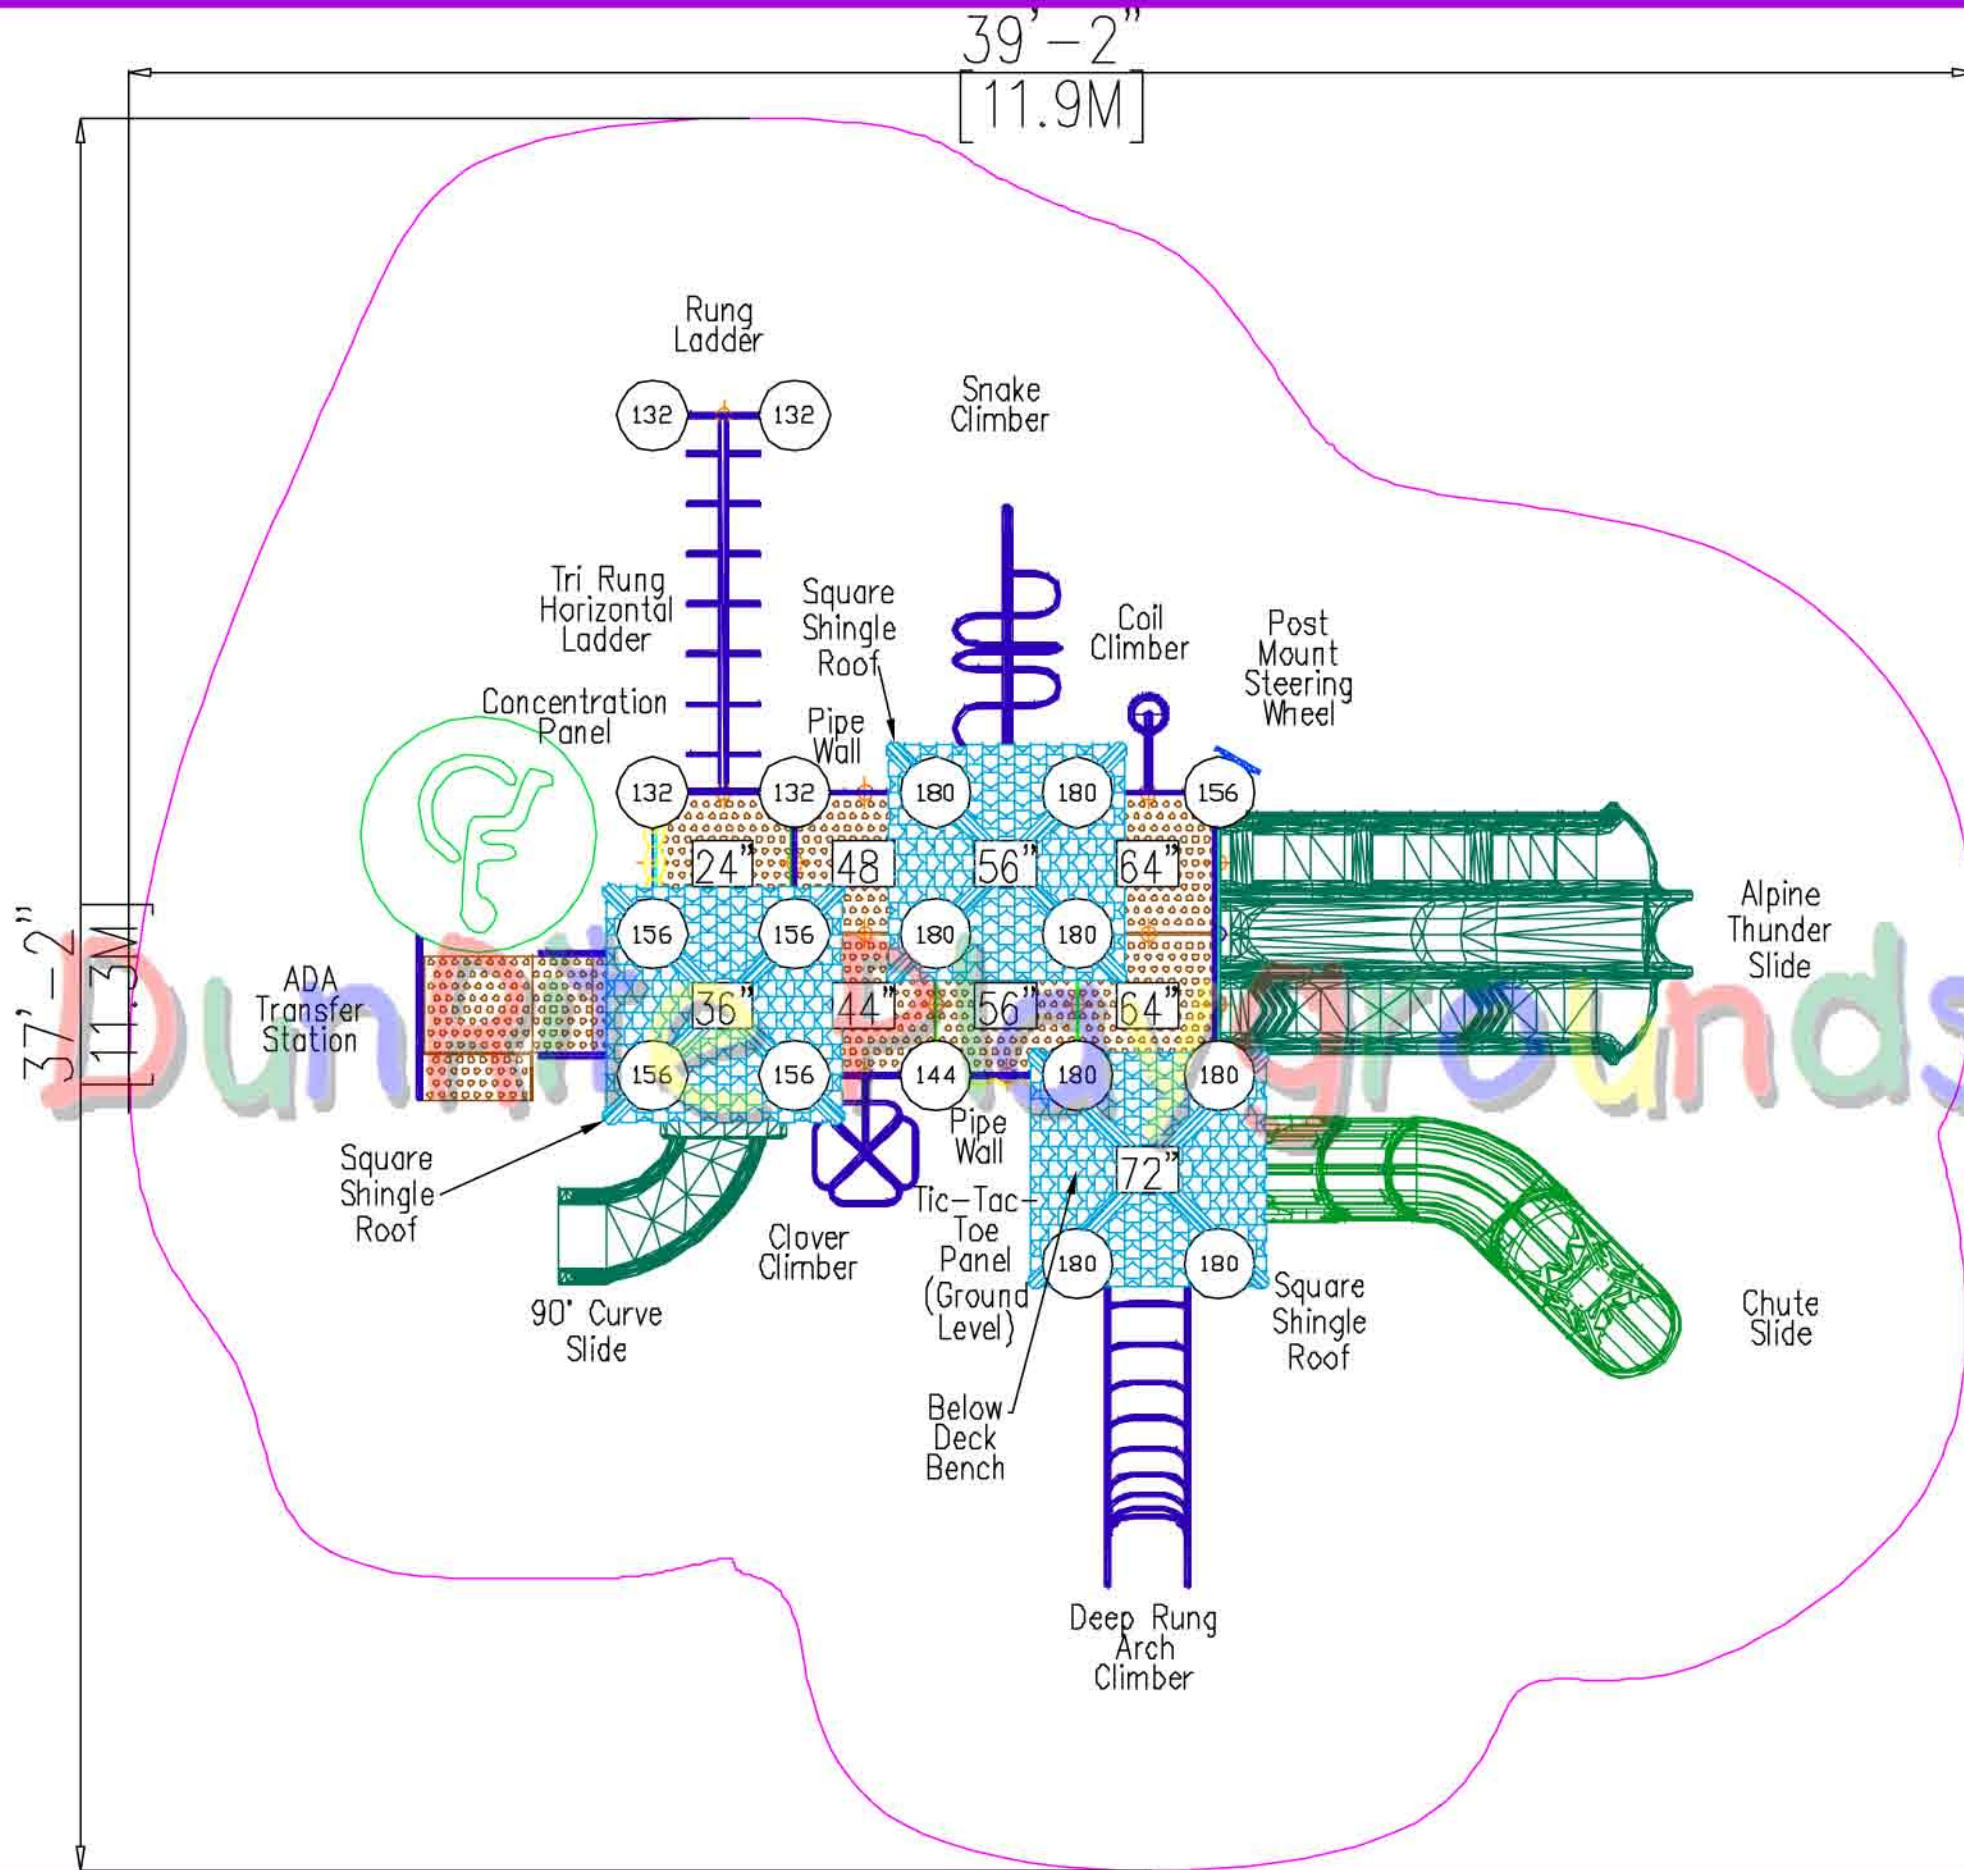 39'-2"
[11.9M]
Rung
Ladder
132
132
Snake
Climber
Tri Rung
Horizontal
Ladder
Square
Shingle
Roof
Coil
Climber
Post
Mount
Steering
Wheel
Concentration
Panel
Pipe
Wall
132
132
180
180
156
24"
48
56"
64"
156
156
180
180
Alpine
Thunder
Slide
37'-2"
[11.3M]
ADA
Transfer
Station
36"
44"
56"
64"
156
156
144
180
180
Pipe
Wall
Square
Shingle
Roof
72"
Tic-Tac-
Toe
Panel
(Ground
Level)
Clover
Climber
180
180
90° Curve
Slide
Square
Shingle
Roof
Chute
Slide
Below
Deck
Bench
Deep Rung
Arch
Climber